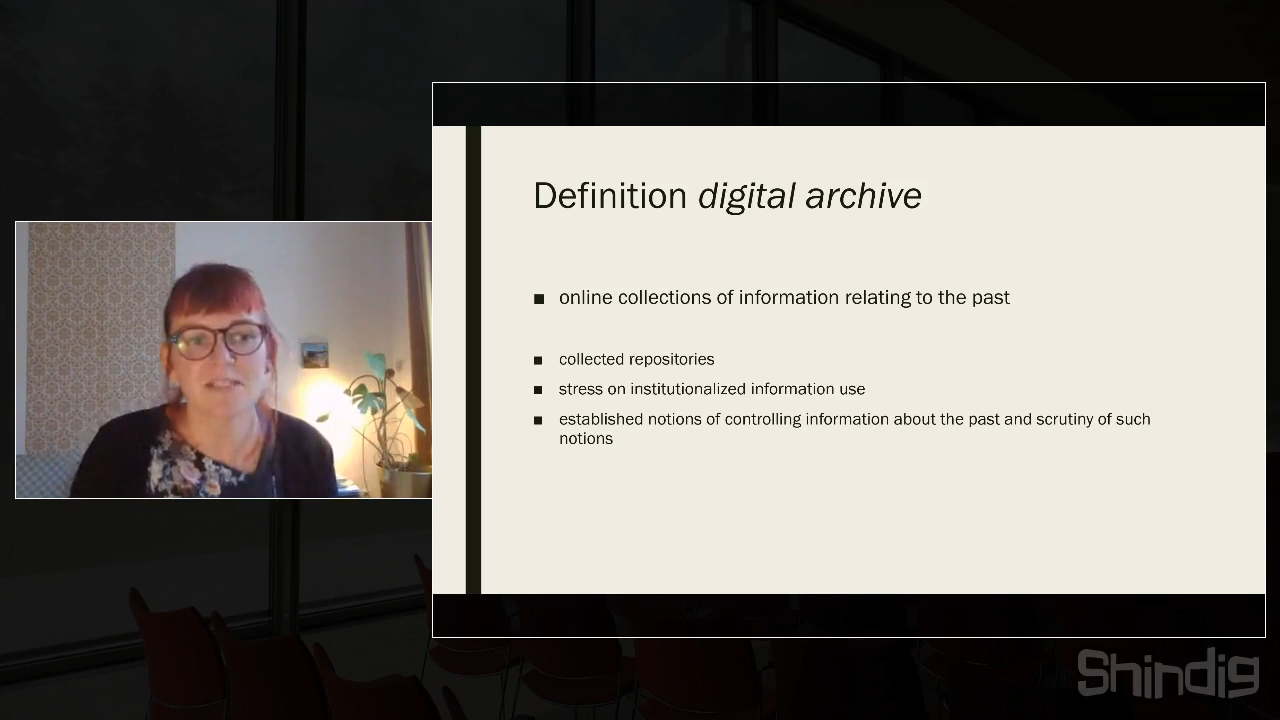 Definition digital archive
■ online collections of information relating to the past
■ collected repositories
■ stress on institutionalized information use
■ established notions of controlling information about the past and scrutiny of such
notions
Shindig